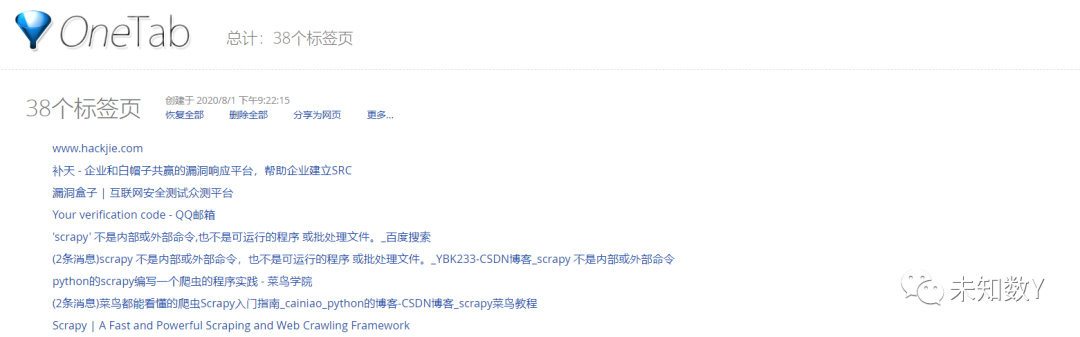 OneTab
总计：38个标签页
38个标签页
创建于 2020/8/1 下午9:22:15
恢复全部 删除全部 分享为网页 更多...
www.hackjie.com
补天 - 企业和白帽子共赢的漏洞响应平台，帮助企业建立SRC
漏洞盒子 | 互联网安全测试众测平台
Your verification code - QQ邮箱
'scrapy' 不是内部或外部命令,也不是可运行的程序 或批处理文件。_百度搜索
(2条消息)scrapy 不是内部或外部命令，也不是可运行的程序 或批处理文件。_YBK233-CSDN博客_scrapy 不是内部或外部命令
python的scrapy编写一个爬虫的程序实践 - 菜鸟学院
(2条消息)菜鸟都能看懂的爬虫Scrapy入门指南_cainiao_python的博客-CSDN博客_scrapy菜鸟教程
Scrapy | A Fast and Powerful Scraping and Web Crawling Framework
未知数Y